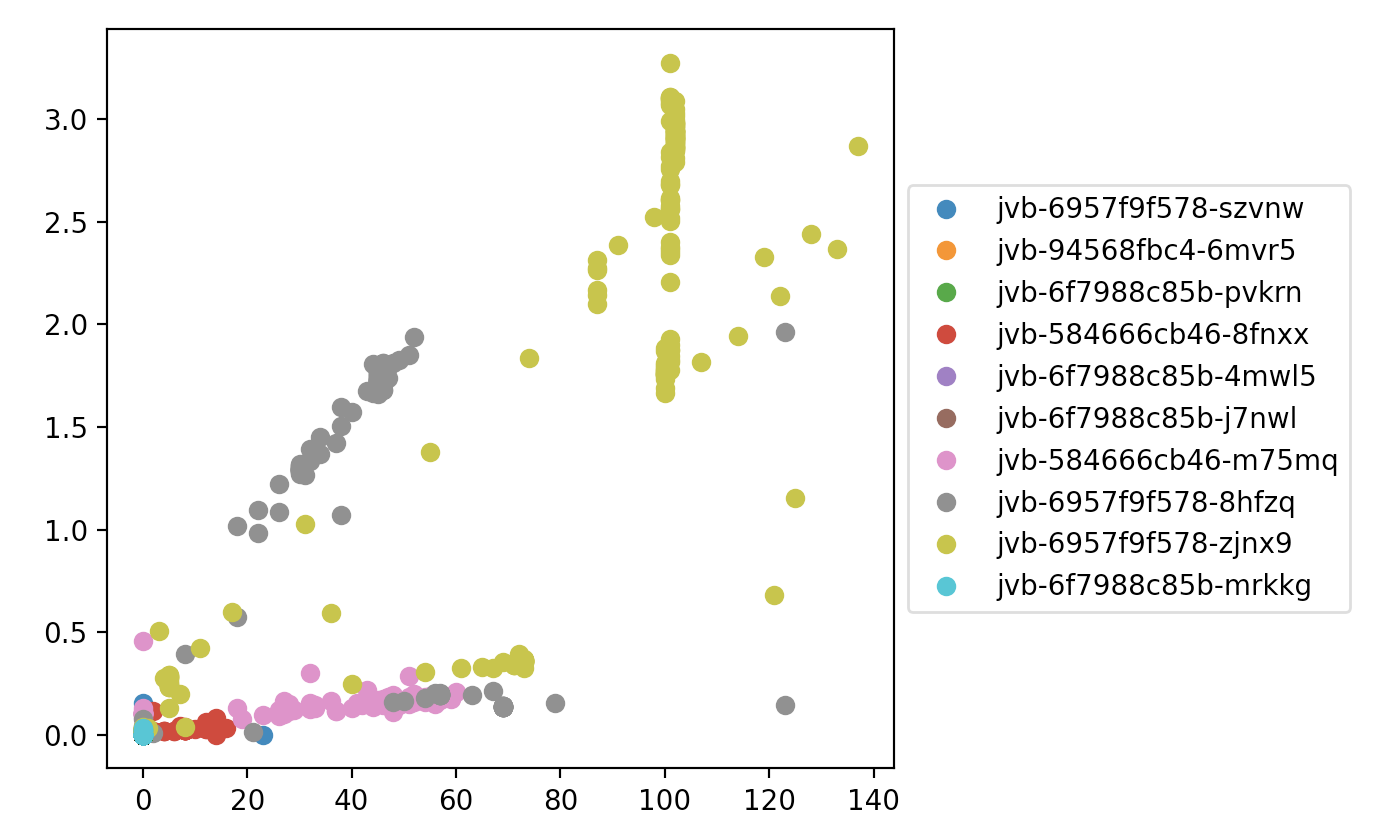 3.0
2.5
2.0
1.5
1.0
0.5
0.0
0 20 40 60 80 100 120 140
jvb-6957f9f578-szvnw
jvb-94568fbc4-6mvr5
jvb-6f7988c85b-pvkrn
jvb-584666cb46-8fnxx
jvb-6f7988c85b-4mwl5
jvb-6f7988c85b-j7nwl
jvb-584666cb46-m75mq
jvb-6957f9f578-8hfzq
jvb-6957f9f578-zjnx9
jvb-6f7988c85b-mrkkg